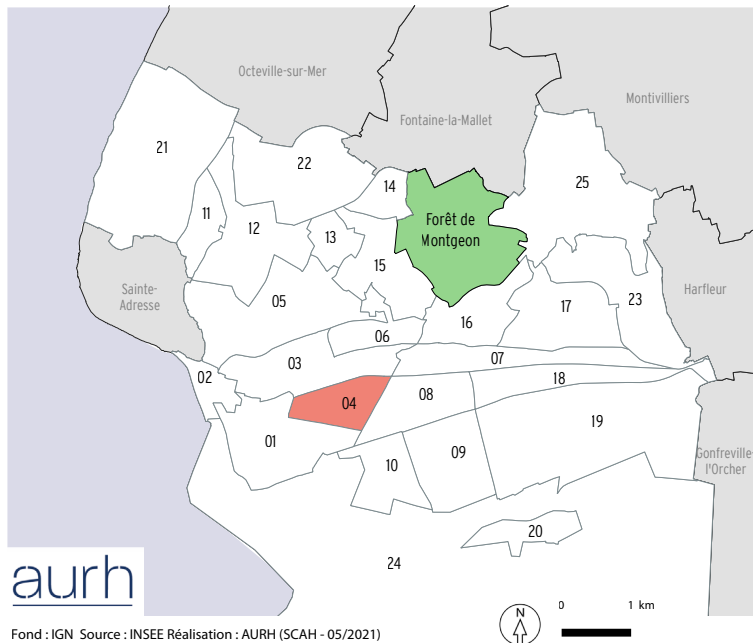 Octeville-sur-Mer
Montivilliers
Fontaine-la-Mallet
21
22
14
25
11
12
13
Forêt de
Montgeon
15
Sainte-
Adresse
05
17
23
Harfleur
16
06
07
03
02
18
04
08
19
01
09
10
Gonfreville-
l'Orcher
20
24
aurh
N
0
1 km
Fond : IGN Source : INSEE Réalisation : AURH (SCAH - 05/2021)